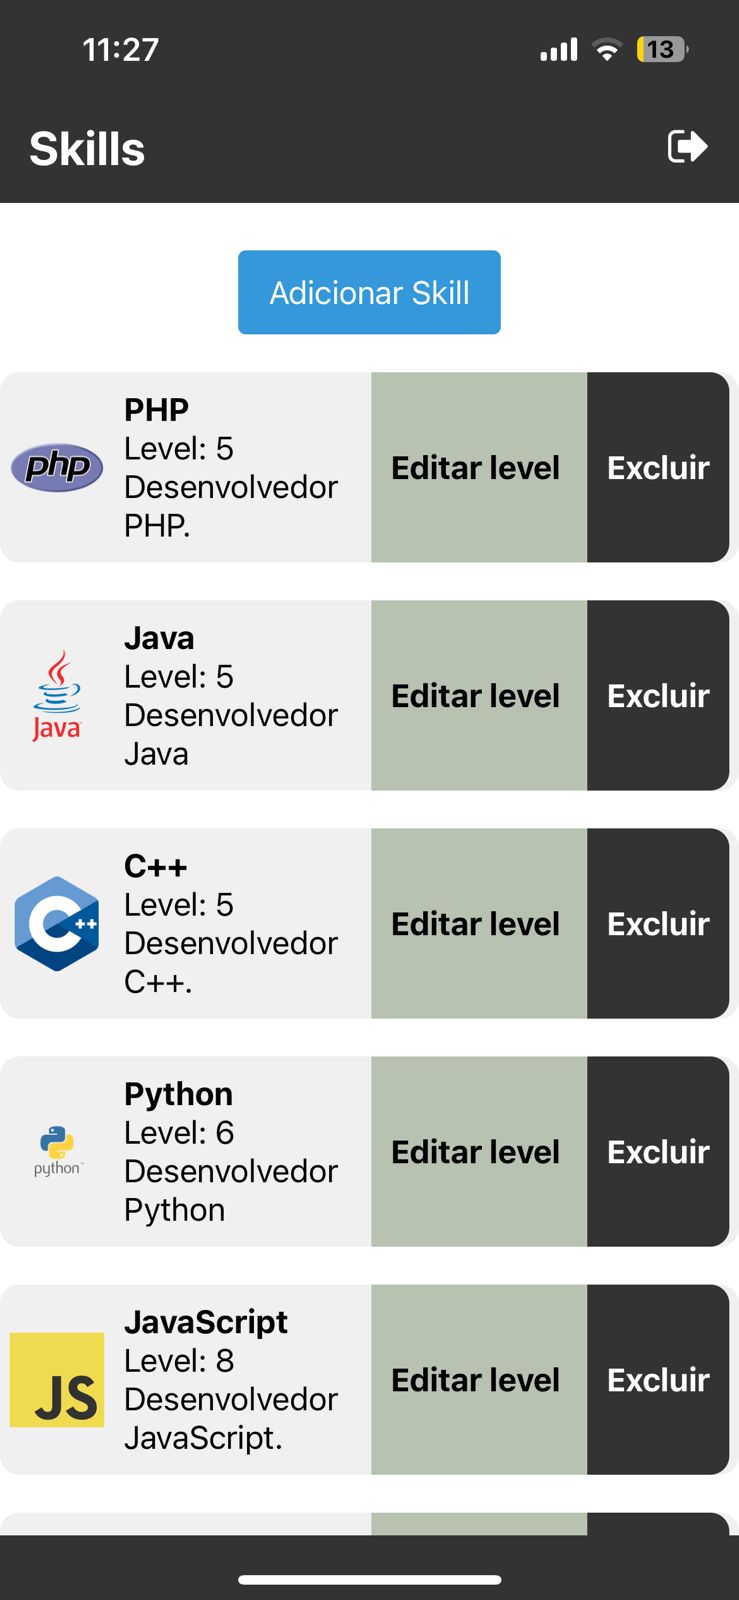 11:27
13
Skills
Adicionar Skill
PHP
Level: 5
Desenvolvedor
PHP.
php
Editar level
Excluir
Java
Level: 5
Desenvolvedor
Java
Java
Editar level
Excluir
C++
Level: 5
Desenvolvedor
C++.
C++
Editar level
Excluir
Python
Level: 6
Desenvolvedor
Python
python
Editar level
Excluir
JavaScript
Level: 8
Desenvolvedor
JavaScript.
JS
Editar level
Excluir